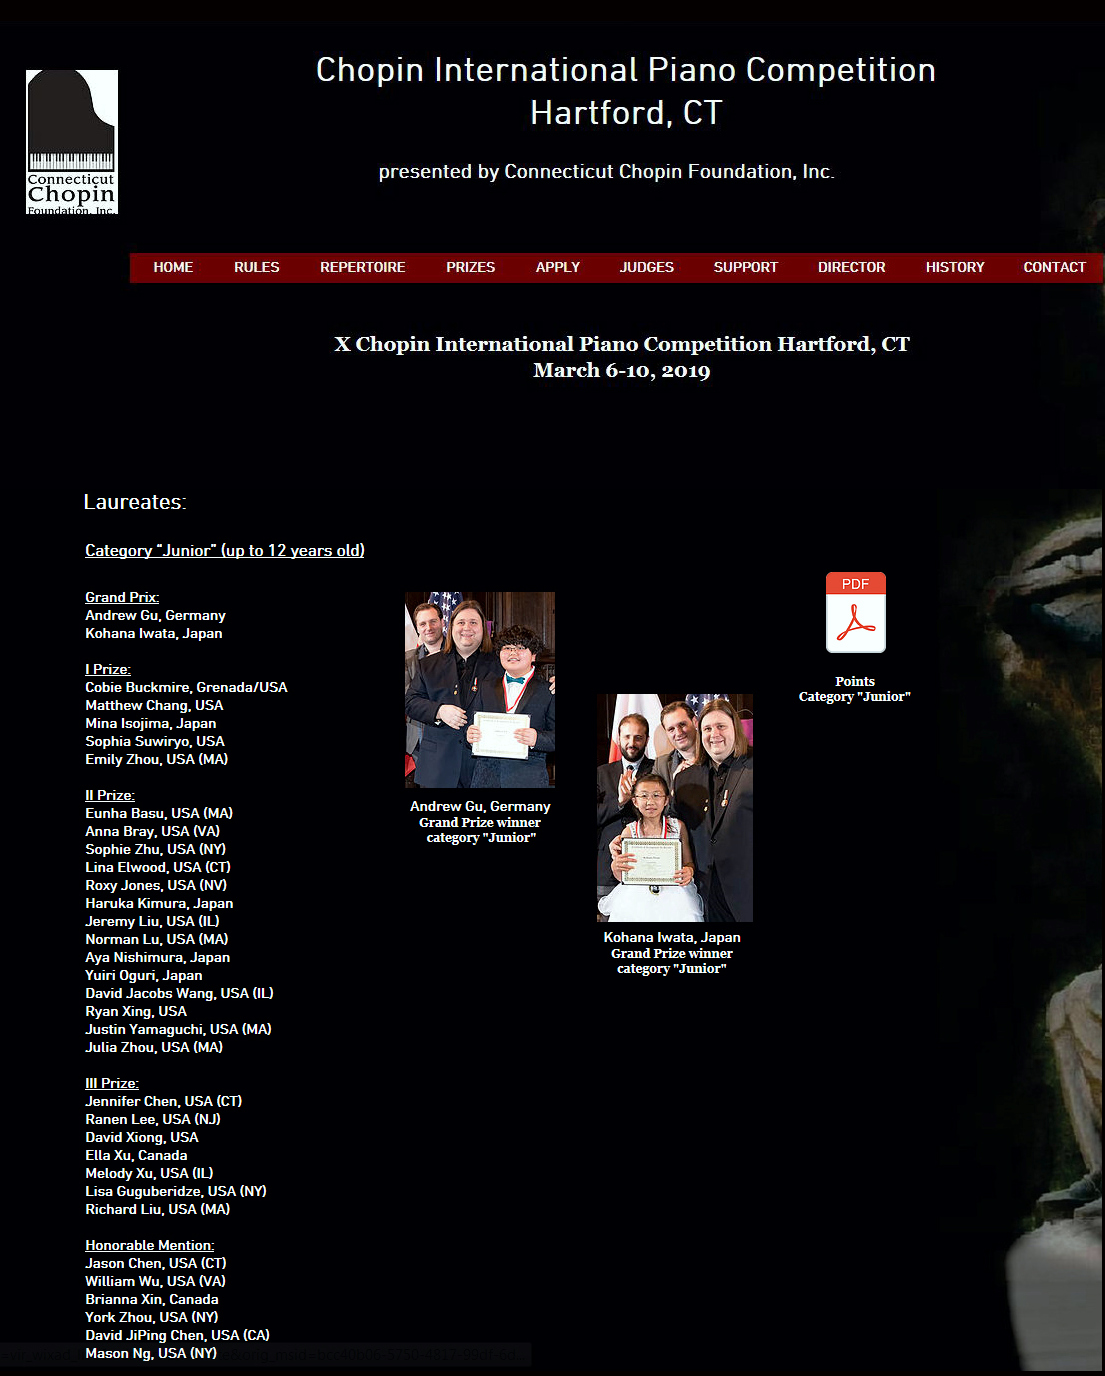 Chopin International Piano Competition
Hartford, CT
presented by Connecticut Chopin Foundation, Inc.
Connecticut
Chopin
Foundation, Inc.
HOME RULES REPERTOIRE PRIZES APPLY JUDGES SUPPORT DIRECTOR HISTORY CONTACT
X Chopin International Piano Competition Hartford, CT
March 6-10, 2019
Laureates:
Category “Junior” (up to 12 years old)
Grand Prix:
Andrew Gu, Germany
Kohana Iwata, Japan
I Prize:
Cobie Buckmire, Grenada/USA
Matthew Chang, USA
Mina Isojima, Japan
Sophia Suwiryo, USA
Emily Zhou, USA (MA)
II Prize:
Eunha Basu, USA (MA)
Anna Bray, USA (VA)
Sophie Zhu, USA (NY)
Lina Elwood, USA (CT)
Roxy Jones, USA (NV)
Haruka Kimura, Japan
Jeremy Liu, USA (IL)
Norman Lu, USA (MA)
Aya Nishimura, Japan
Yuiri Oguri, Japan
David Jacobs Wang, USA (IL)
Ryan Xing, USA
Justin Yamaguchi, USA (MA)
Julia Zhou, USA (MA)
III Prize:
Jennifer Chen, USA (CT)
Ranen Lee, USA (NJ)
David Xiong, USA
Ella Xu, Canada
Melody Xu, USA (IL)
Lisa Guguberidze, USA (NY)
Richard Liu, USA (MA)
Honorable Mention:
Jason Chen, USA (CT)
William Wu, USA (VA)
Brianna Xin, Canada
York Zhou, USA (NY)
David JiPing Chen, USA (CA)
Mason Ng, USA (NY)
Andrew Gu, Germany
Grand Prize winner
category "Junior"
Kohana Iwata, Japan
Grand Prize winner
category "Junior"
PDF
Points
Category "Junior"